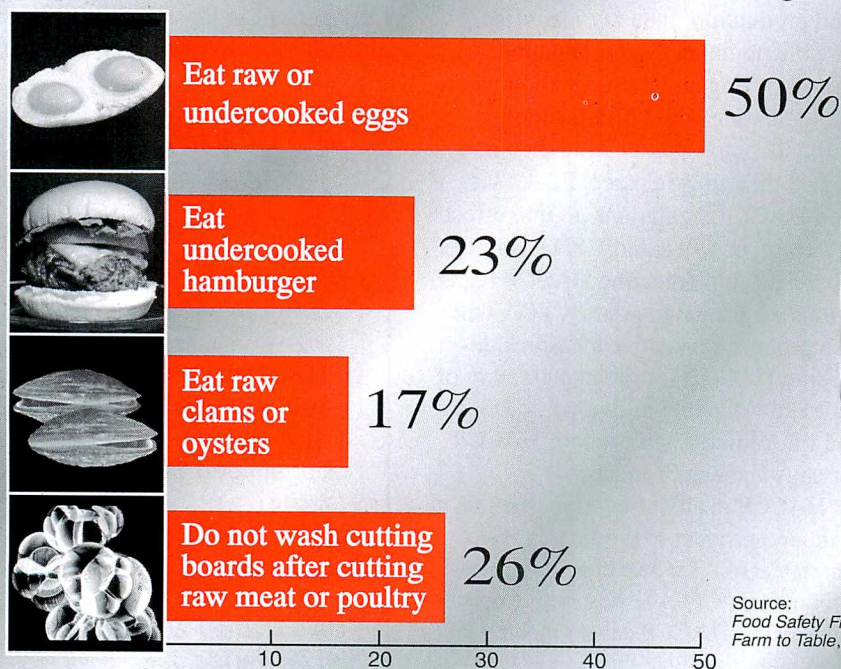 Eat raw or
undercooked eggs
50%
Eat
undercooked
hamburger
23%
Eat raw
clams or
oysters
17%
Do not wash cutting
boards after cutting
raw meat or poultry
26%
Source:
Food Safety
Farm to Table,
10 20 30 40 50